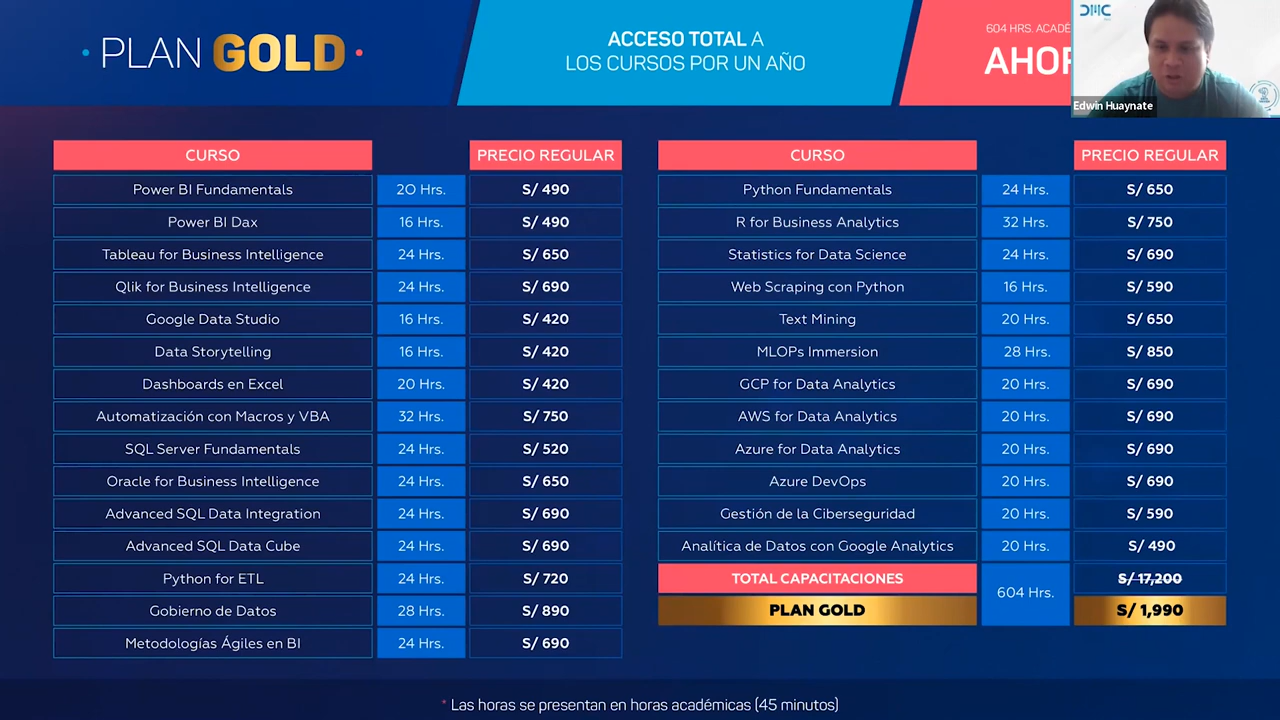 PLAN GOLD
ACCESO TOTAL A
LOS CURSOS POR UN AÑO
604 HRS.
DMC
Edwin Huaynate
CURSO PRECIO REGULAR
Power BI Fundamentals 20 Hrs. S/ 490
Power BI Dax 16 Hrs. S/ 490
Tableau for Business Intelligence 24 Hrs. S/ 650
Qlik for Business Intelligence 24 Hrs. S/ 690
Google Data Studio 16 Hrs. S/ 420
Data Storytelling 16 Hrs. S/ 420
Dashboards en Excel 20 Hrs. S/ 420
Automatización con Macros y VBA 32 Hrs. S/ 750
SQL Server Fundamentals 24 Hrs. S/ 520
Oracle for Business Intelligence 24 Hrs. S/ 650
Advanced SQL Data Integration 24 Hrs. S/ 690
Advanced SQL Data Cube 24 Hrs. S/ 690
Python for ETL 24 Hrs. S/ 720
Gobierno de Datos 28 Hrs. S/ 890
Metodologías Ágiles en BI 24 Hrs. S/ 690
CURSO PRECIO REGULAR
Python Fundamentals 24 Hrs. S/ 650
R for Business Analytics 32 Hrs. S/ 750
Statistics for Data Science 24 Hrs. S/ 690
Web Scraping con Python 16 Hrs. S/ 590
Text Mining 20 Hrs. S/ 650
MLOPs Immersion 28 Hrs. S/ 850
GCP for Data Analytics 20 Hrs. S/ 690
AWS for Data Analytics 20 Hrs. S/ 690
Azure for Data Analytics 20 Hrs. S/ 690
Azure DevOps 20 Hrs. S/ 690
Gestión de la Ciberseguridad 20 Hrs. S/ 590
Analítica de Datos con Google Analytics 20 Hrs. S/ 490
TOTAL CAPACITACIONES S/ 17,200
604 Hrs.
PLAN GOLD S/ 1,990
* Las horas se presentan en horas académicas (45 minutos)